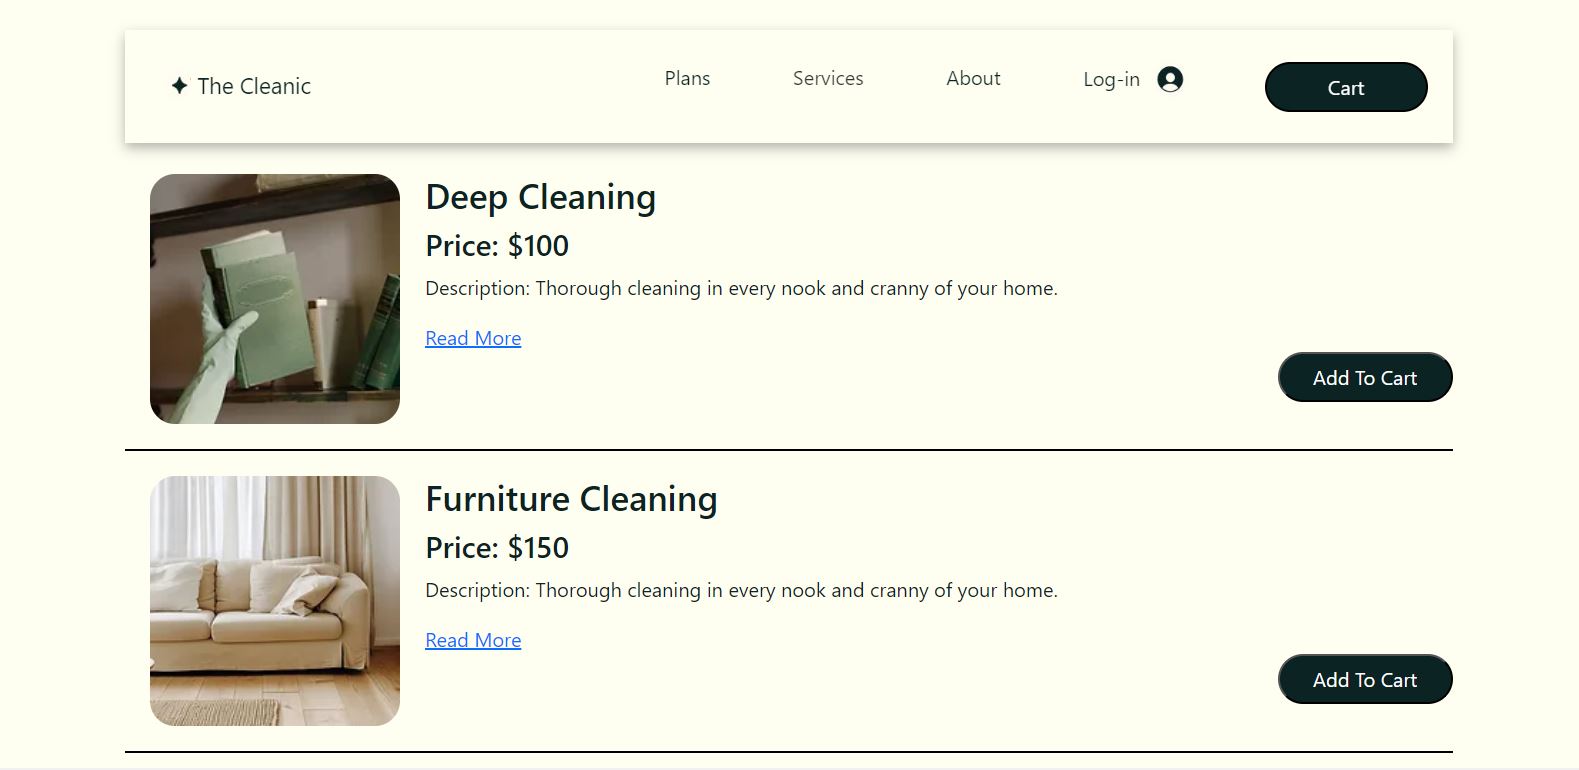 The Cleanic
Plans
Services
About
Log-in
Cart
Deep Cleaning
Price: $100
Description: Thorough cleaning in every nook and cranny of your home.
Read More
Add To Cart
Furniture Cleaning
Price: $150
Description: Thorough cleaning in every nook and cranny of your home.
Read More
Add To Cart